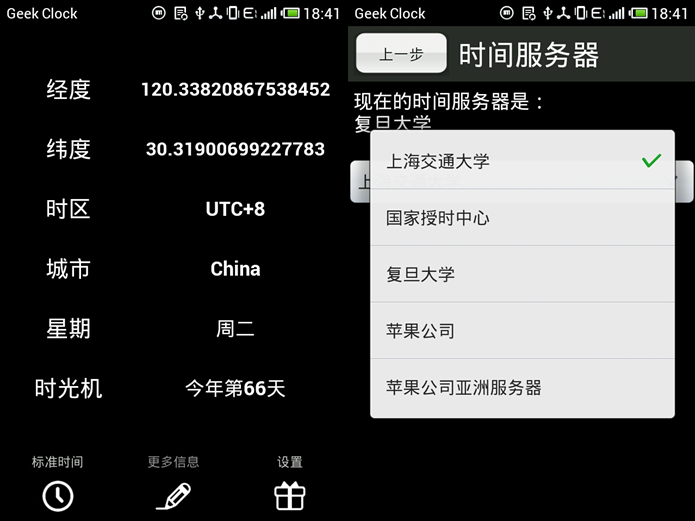 Geek Clock
18:41
经度 120.33820867538452
纬度 30.31900699227783
时区 UTC+8
城市 China
星期 周二
时光机 今年第66天
标准时间 更多信息 设置
Geek Clock
18:41
上一步 时间服务器
现在的时间服务器是：
复旦大学
上海交通大学
国家授时中心
复旦大学
苹果公司
苹果公司亚洲服务器